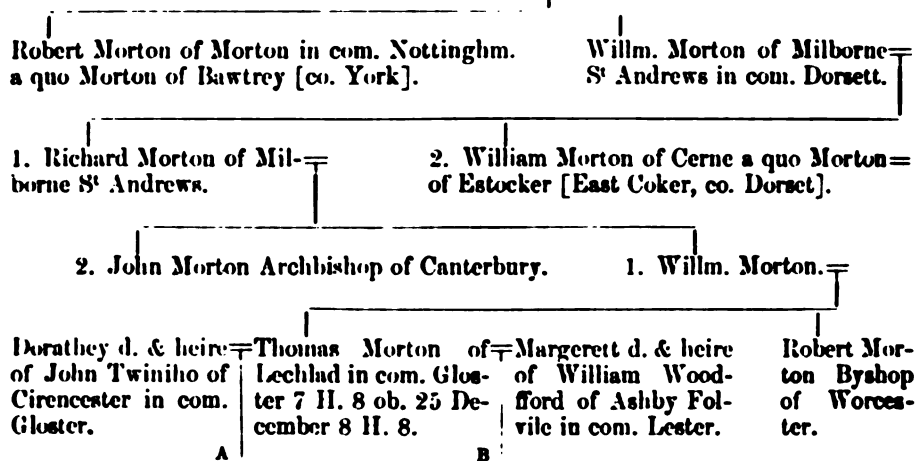 Robert Morton of Morton in com. Nottinghm.
a quo Morton of Bawtrey [co. York].
Willm. Morton of Milborne=
Sᵗ Andrews in com. Dorsett.
1. Richard Morton of Mil-=
borne Sᵗ Andrews.
2. William Morton of Cerne a quo Morton=
of Estocker [East Coker, co. Dorset].
2. John Morton Archbishop of Canterbury.
1. Willm. Morton.=
Dorathey d. & heire=
of John Twiniho of
Cirencester in com.
Gloster.
A
Thomas Morton of=
Lechlad in com. Glos-
ter 7 H. 8 ob. 25 De-
cember 8 H. 8.
Margerett d. & heire
of William Wood-
fford of Ashby Fol-
vile in com. Lester.
B
Robert Mor-
ton Byshop
of Worces-
ter.